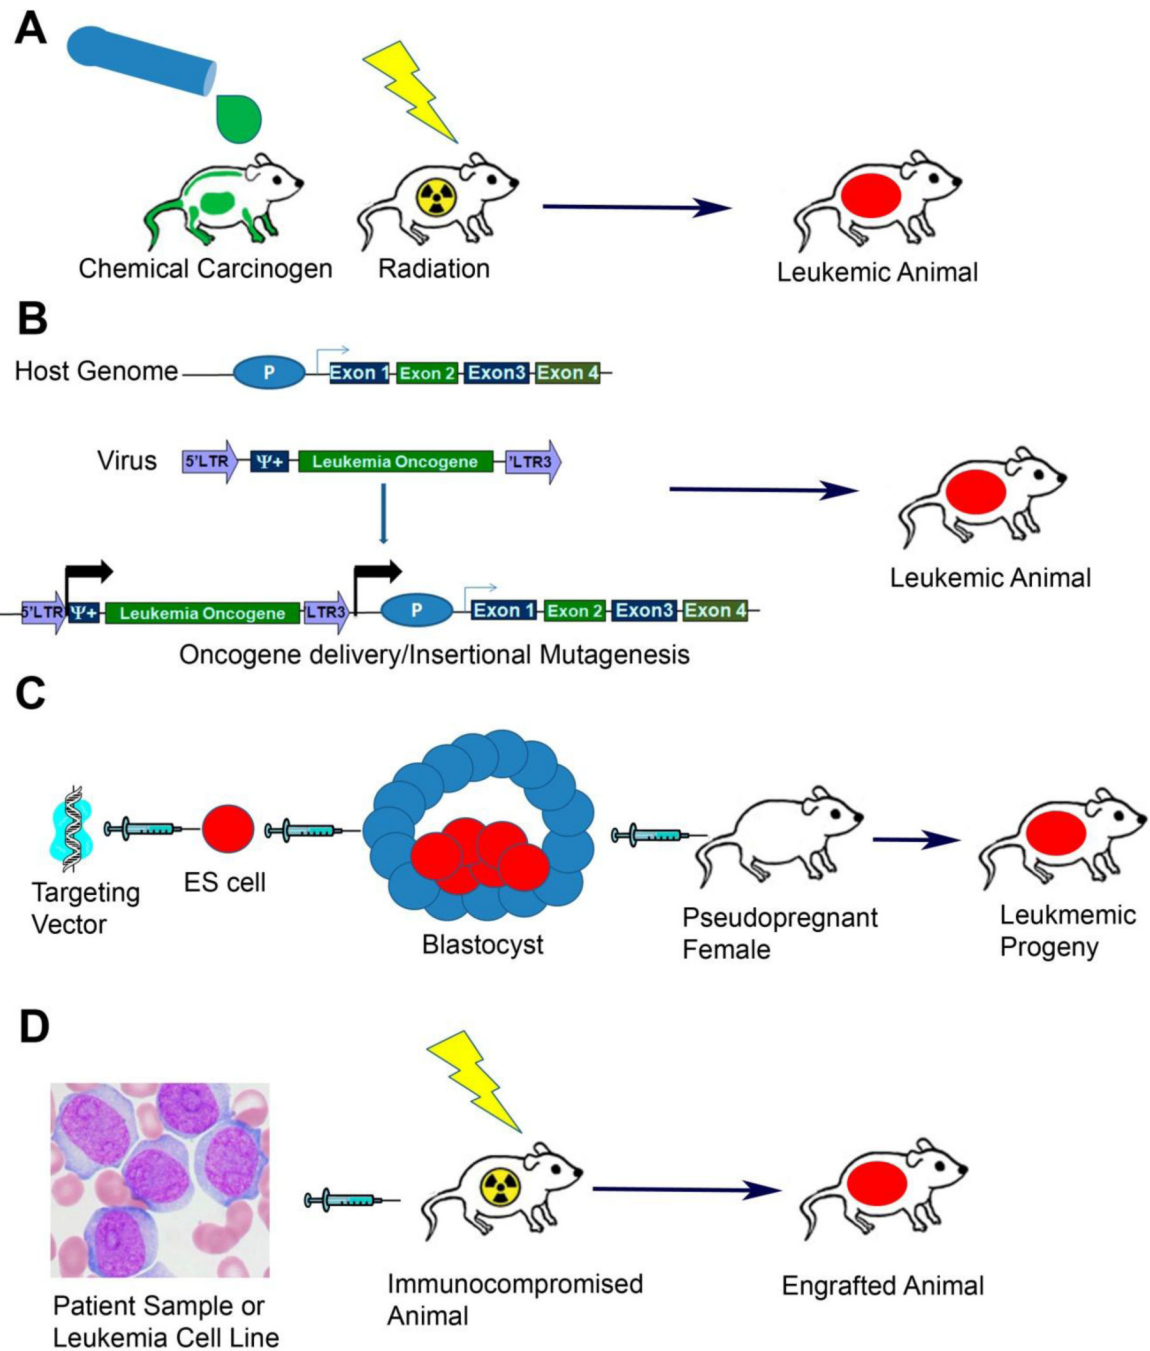 A
Chemical Carcinogen
Radiation
Leukemic Animal
B
Host Genome
P
Exon 1
Exon 2
Exon3
Exon 4
Virus
5'LTR
Ψ+
Leukemia Oncogene
'LTR3
Leukemic Animal
5'LTR
Ψ+
Leukemia Oncogene
'LTR3
P
Exon 1
Exon 2
Exon3
Exon 4
Oncogene delivery/Insertional Mutagenesis
C
Targeting
Vector
ES cell
Blastocyst
Pseudopregnant
Female
Leukmemic
Progeny
D
Patient Sample or
Leukemia Cell Line
Immunocompromised
Animal
Engrafted Animal